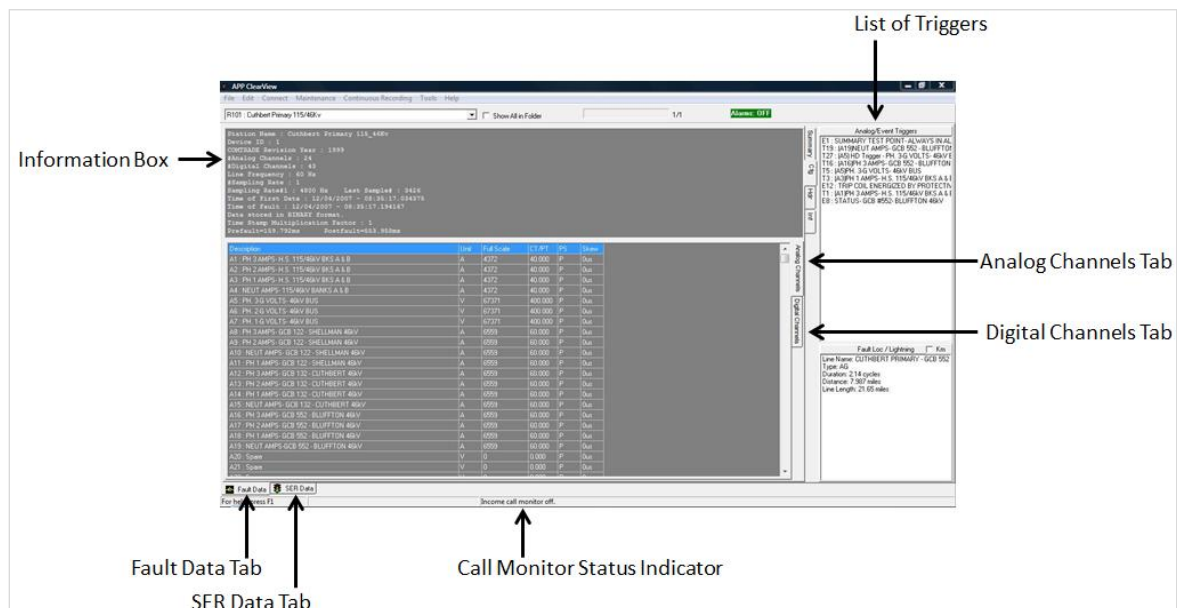 List of Triggers
APP ClearView
File Edit Connect Maintenance Continuous Recording Tools Help
R101 : Cuthbert Primary 115/46Kv
Show All in Folder
1/1
Alarms: OFF
Information Box
Station Name : Cuthbert Primary 115_46Kv
Device ID : 1
COMTRADE Revision Year : 1999
#Analog Channels : 24
#Digital Channels : 48
Line Frequency : 60 Hz
#Sampling Rate : 1
Sampling Rate#1 : 4800 Hz Last Sample# : 3426
Time of First Data : 12/04/2007 - 08:35:17.034375
Time of Fault : 12/04/2007 - 08:35:17.194167
Data stored in BINARY format.
Time Stamp Multiplication Factor : 1
Prefault=159.792ms Postfault=553.958ms
Summary
Cfg
Hdr
Inf
Analog/Event Triggers
E1 : SUMMARY TEST POINT- ALWAYS IN AL
T19 : (A19)NEUT AMPS- GCB 552 - BLUFFTON
T27 : (A5) HD Trigger - PH. 3-G VOLTS- 46kV B
T16 : (A16)PH 3 AMPS- GCB 552 - BLUFFTON
T5 : (A5)PH. 3-G VOLTS- 46kV BUS
T3 : (A3)PH 1 AMPS- H.S. 115/46kV BKS A & B
E12 : TRIP COIL ENERGIZED BY PROTECTIV
T1 : (A1)PH 3 AMPS- H.S. 115/46kV BKS A & B
E8 : STATUS- GCB #552- BLUFFTON 46kV
Description Unit Full Scale CT/PT PS Skew
A1 : PH 3 AMPS- H.S. 115/46kV BKS A & B A 4372 40.000 P 0us
A2 : PH 2 AMPS- H.S. 115/46kV BKS A & B A 4372 40.000 P 0us
A3 : PH 1 AMPS- H.S. 115/46kV BKS A & B A 4372 40.000 P 0us
A4 : NEUT AMPS- 115/46kV BANKS A & B A 4372 40.000 P 0us
A5 : PH. 3-G VOLTS- 46kV BUS V 67371 400.000 P 0us
A6 : PH. 2-G VOLTS- 46kV BUS V 67371 400.000 P 0us
A7 : PH. 1-G VOLTS- 46kV BUS V 67371 400.000 P 0us
A8 : PH 3 AMPS- GCB 122 - SHELLMAN 46kV A 6559 60.000 P 0us
A9 : PH 2 AMPS- GCB 122 - SHELLMAN 46kV A 6559 60.000 P 0us
A10 : NEUT AMPS- GCB 122 - SHELLMAN 46kV A 6559 60.000 P 0us
A11 : PH 1 AMPS- GCB 122 - SHELLMAN 46kV A 6559 60.000 P 0us
A12 : PH 3 AMPS- GCB 132 - CUTHBERT 46kV A 6559 60.000 P 0us
A13 : PH 2 AMPS- GCB 132 - CUTHBERT 46kV A 6559 60.000 P 0us
A14 : PH 1 AMPS- GCB 132 - CUTHBERT 46kV A 6559 60.000 P 0us
A15 : NEUT AMPS- GCB 132 - CUTHBERT 46kV A 6559 60.000 P 0us
A16 : PH 3 AMPS- GCB 552 - BLUFFTON 46kV A 6559 60.000 P 0us
A17 : PH 2 AMPS- GCB 552 - BLUFFTON 46kV A 6559 60.000 P 0us
A18 : PH 1 AMPS- GCB 552 - BLUFFTON 46kV A 6559 60.000 P 0us
A19 : NEUT AMPS-GCB 552 - BLUFFTON 46kV A 6559 60.000 P 0us
A20 : Spare V 0 0.000 P 0us
A21 : Spare V 0 0.000 P 0us
Analog Channels
Digital Channels
Analog Channels Tab
Digital Channels Tab
Fault Loc / Lightning Km
Line Name: CUTHBERT PRIMARY - GCB 552
Type: AG
Duration: 2.14 cycles
Distance: 7.987 miles
Line Length: 21.65 miles
Fault Data
SER Data
Income call monitor off.
Fault Data Tab
Call Monitor Status Indicator
SER Data Tab